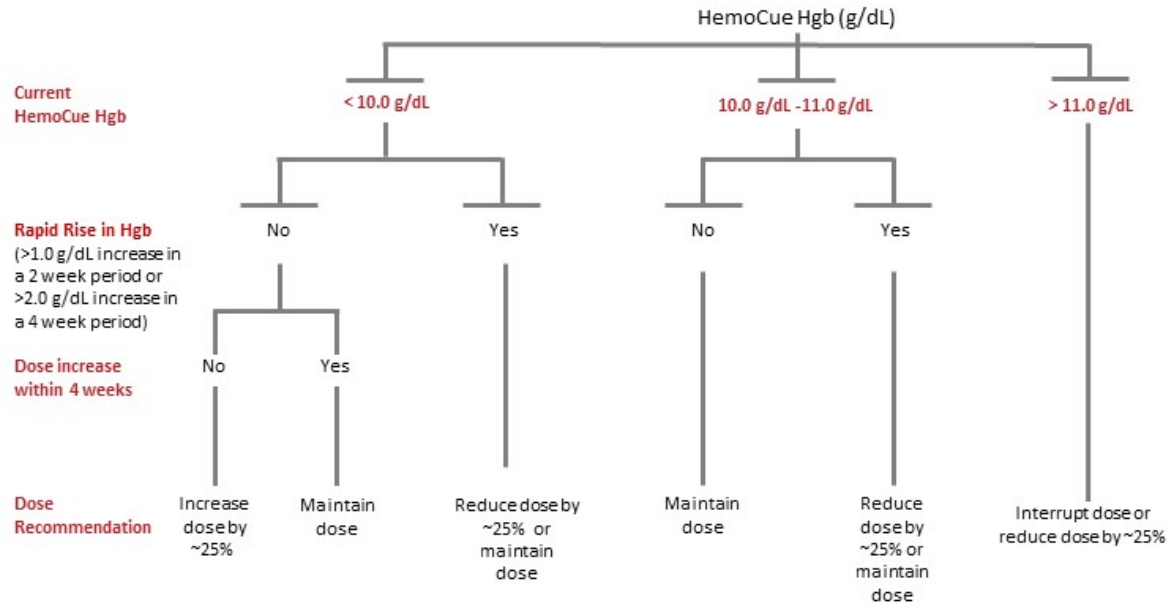 HemoCue Hgb (g/dL)
Current
HemoCue Hgb
< 10.0 g/dL
10.0 g/dL -11.0 g/dL
> 11.0 g/dL
Rapid Rise in Hgb
(>1.0 g/dL increase in
a 2 week period or
>2.0 g/dL increase in
a 4 week period)
No
Yes
No
Yes
Dose increase
within 4 weeks
No
Yes
Dose
Recommendation
Increase
dose by
~25%
Maintain
dose
Reduce dose by
~25% or
maintain
dose
Maintain
dose
Reduce
dose by
~25% or
maintain
dose
Interrupt dose or
reduce dose by ~25%